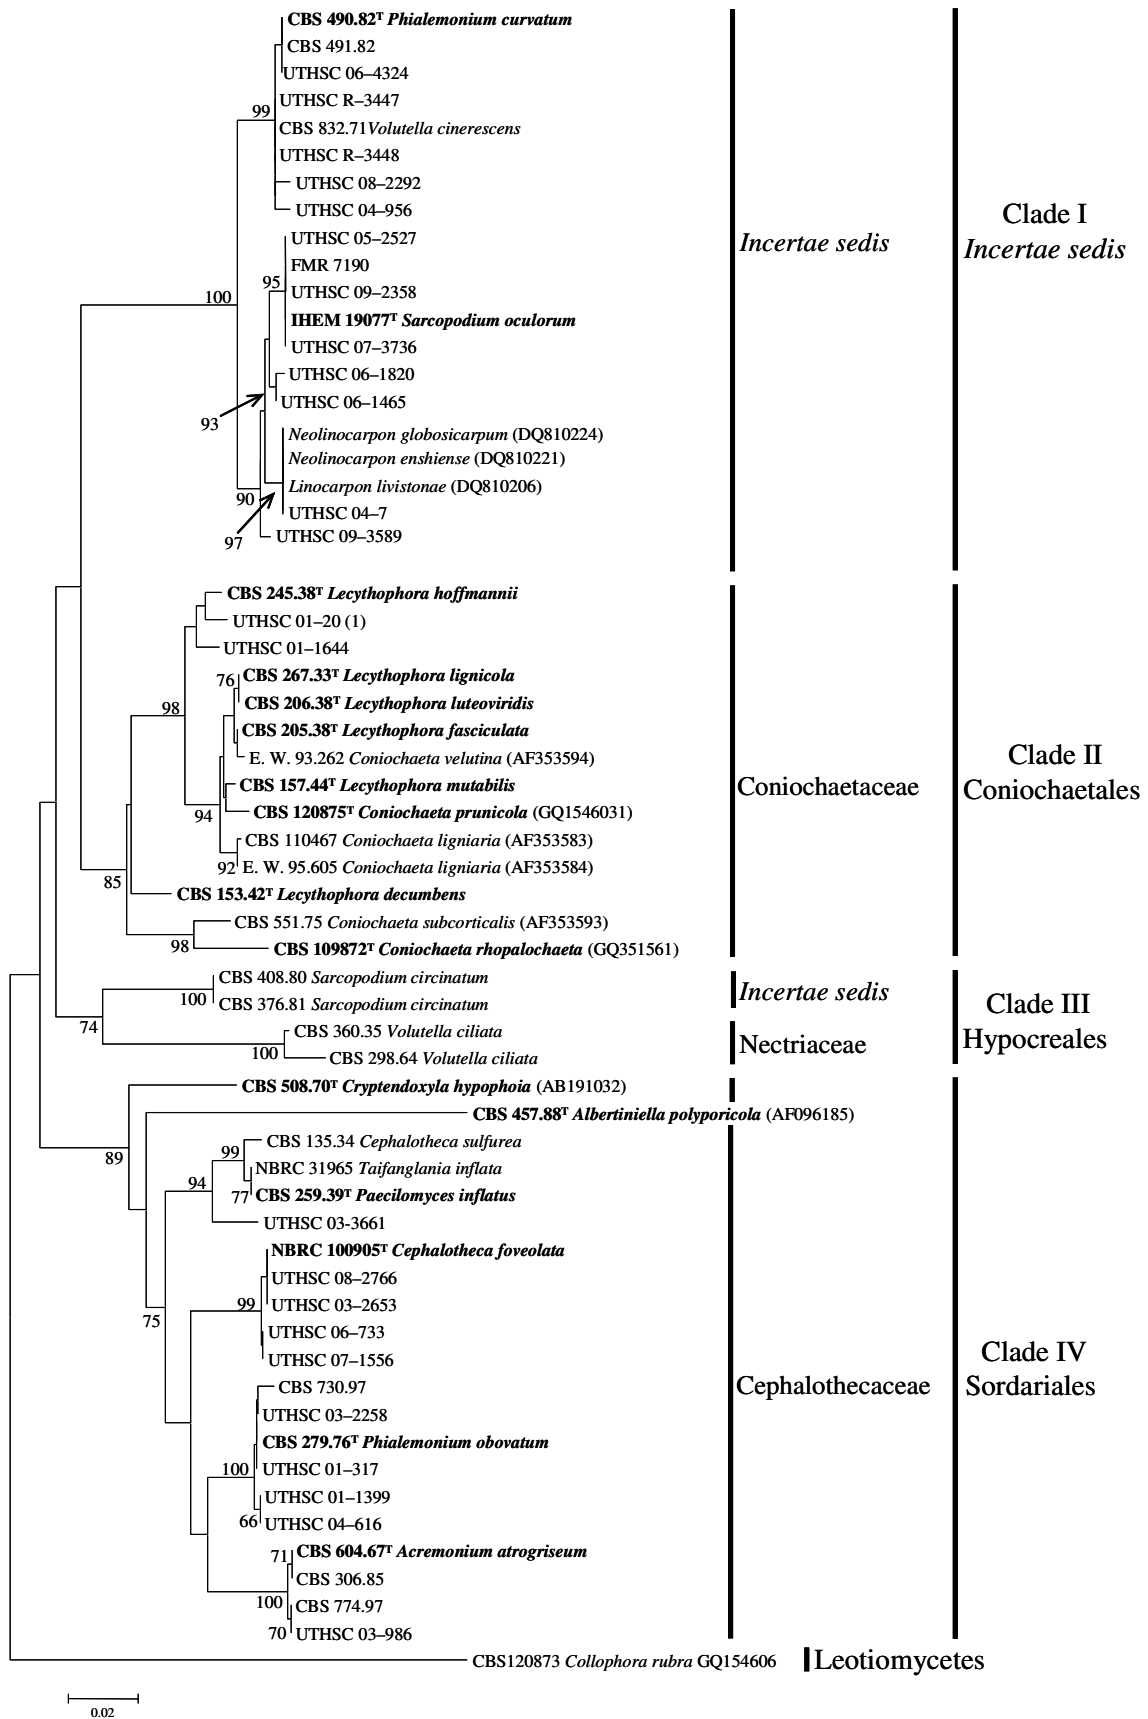 CBS 490.82T Phialemonium curvatum
CBS 491.82
UTHSC 06–4324
UTHSC R–3447
99
CBS 832.71Volutella cinerescens
UTHSC R–3448
UTHSC 08–2292
UTHSC 04–956
Clade I
UTHSC 05–2527
Incertae sedis
Incertae sedis
FMR 7190
95
UTHSC 09–2358
100
IHEM 19077T Sarcopodium oculorum
UTHSC 07–3736
UTHSC 06–1820
UTHSC 06–1465
93
Neolinocarpon globosicarpum (DQ810224)
Neolinocarpon enshiense (DQ810221)
Linocarpon livistonae (DQ810206)
90
UTHSC 04–7
UTHSC 09–3589
97
CBS 245.38T Lecythophora hoffmannii
UTHSC 01–20 (1)
UTHSC 01–1644
CBS 267.33T Lecythophora lignicola
76
CBS 206.38T Lecythophora luteoviridis
98
CBS 205.38T Lecythophora fasciculata
E. W. 93.262 Coniochaeta velutina (AF353594)
Clade II
CBS 157.44T Lecythophora mutabilis
Coniochaetaceae
Coniochaetales
CBS 120875T Coniochaeta prunicola (GQ1546031)
94
CBS 110467 Coniochaeta ligniaria (AF353583)
92
E. W. 95.605 Coniochaeta ligniaria (AF353584)
85
CBS 153.42T Lecythophora decumbens
CBS 551.75 Coniochaeta subcorticalis (AF353593)
98
CBS 109872T Coniochaeta rhopalochaeta (GQ351561)
CBS 408.80 Sarcopodium circinatum
Incertae sedis
100
CBS 376.81 Sarcopodium circinatum
Clade III
74
CBS 360.35 Volutella ciliata
Hypocreales
Nectriaceae
100
CBS 298.64 Volutella ciliata
CBS 508.70T Cryptendoxyla hypophoia (AB191032)
CBS 457.88T Albertiniella polyporicola (AF096185)
CBS 135.34 Cephalotheca sulfurea
99
89
NBRC 31965 Taifanglania inflata
94
77
CBS 259.39T Paecilomyces inflatus
UTHSC 03-3661
NBRC 100905T Cephalotheca foveolata
UTHSC 08–2766
99
UTHSC 03–2653
75
UTHSC 06–733
UTHSC 07–1556
Clade IV
Cephalothecaceae
Sordariales
CBS 730.97
UTHSC 03–2258
CBS 279.76T Phialemonium obovatum
100
UTHSC 01–317
UTHSC 01–1399
66
UTHSC 04–616
71
CBS 604.67T Acremonium atrogriseum
CBS 306.85
100
CBS 774.97
70
UTHSC 03–986
CBS120873 Collophora rubra GQ154606
Leotiomycetes
0.02